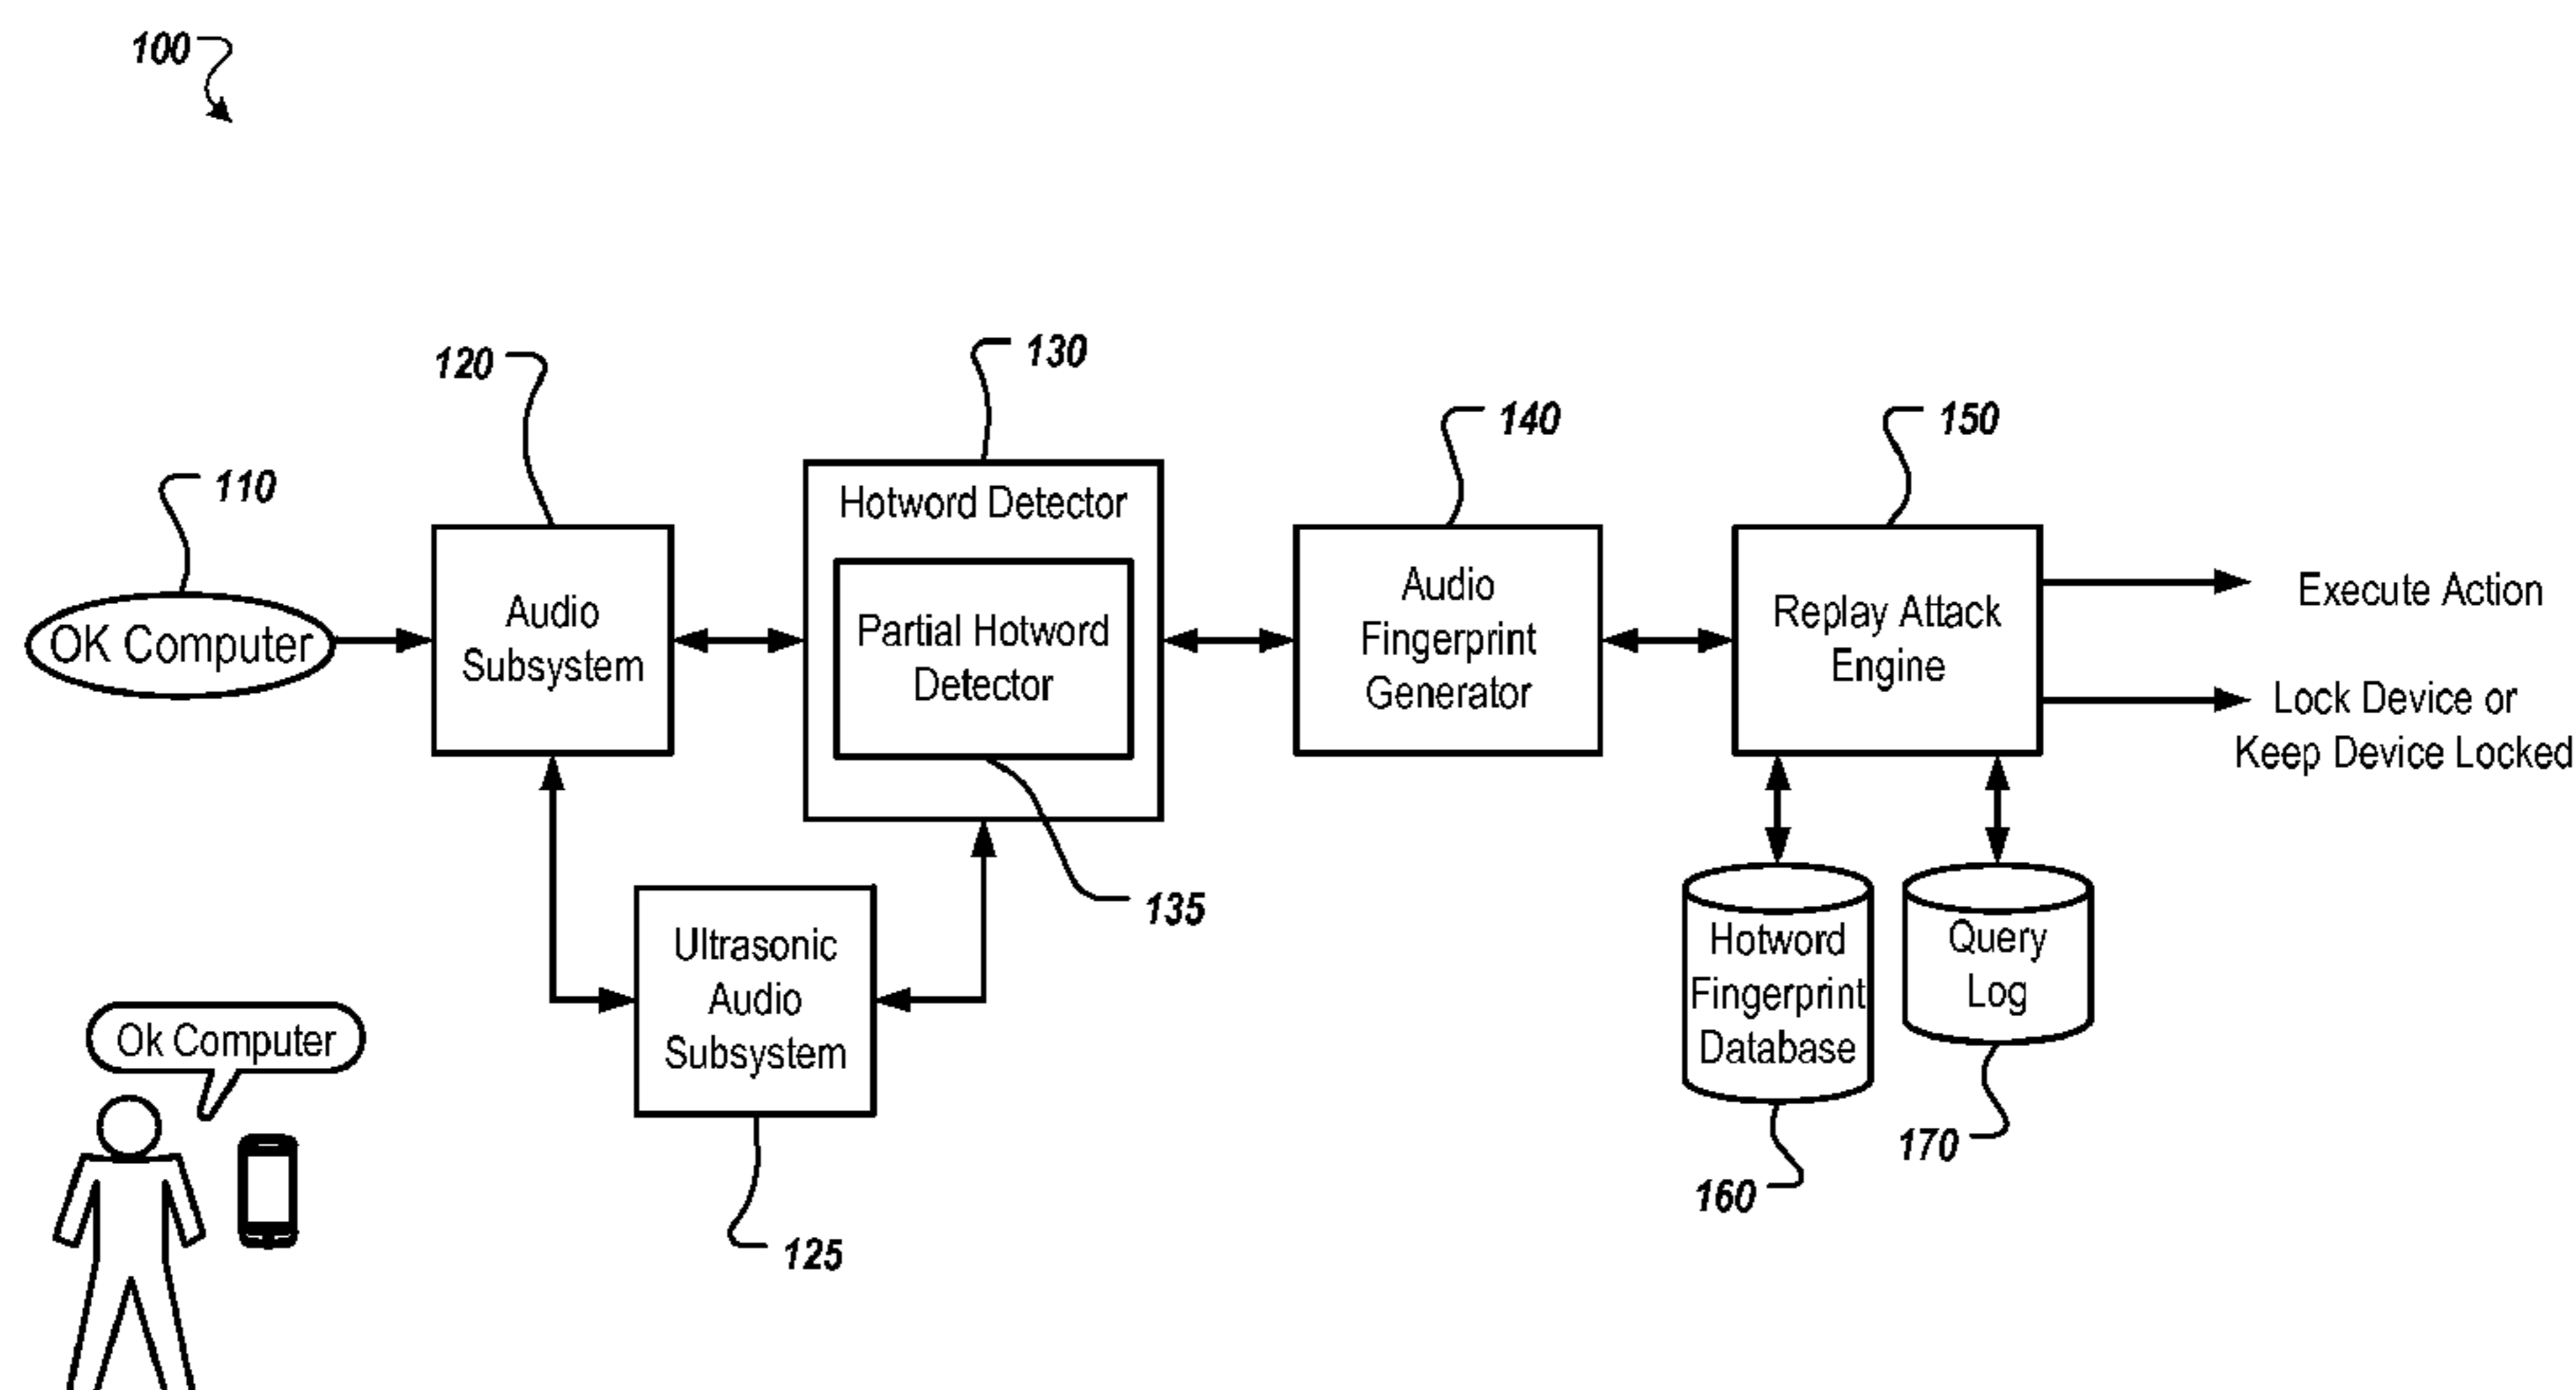 100
120
130
140
150
110
Hotword Detector
OK Computer
Audio
Subsystem
Partial Hotword
Detector
Audio
Fingerprint
Generator
Replay Attack
Engine
Execute Action
Lock Device or
Keep Device Locked
135
Ultrasonic
Audio
Subsystem
Hotword
Fingerprint
Database
Query
Log
Ok Computer
125
160
170